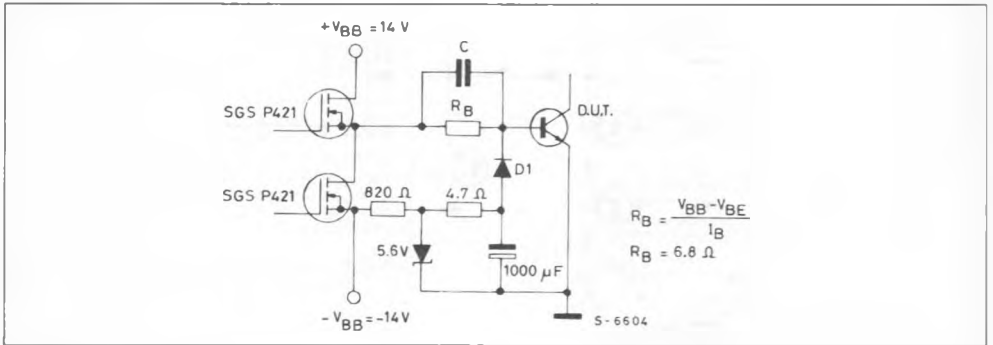 +VBB = 14 V
C
SGS P421
RB
D.U.T.
D1
SGS P421
820 Ω
4.7 Ω
RB = VBB-VBE
IB
5.6V
RB = 6.8 Ω
1000 µF
-VBB=-14V
S-6604